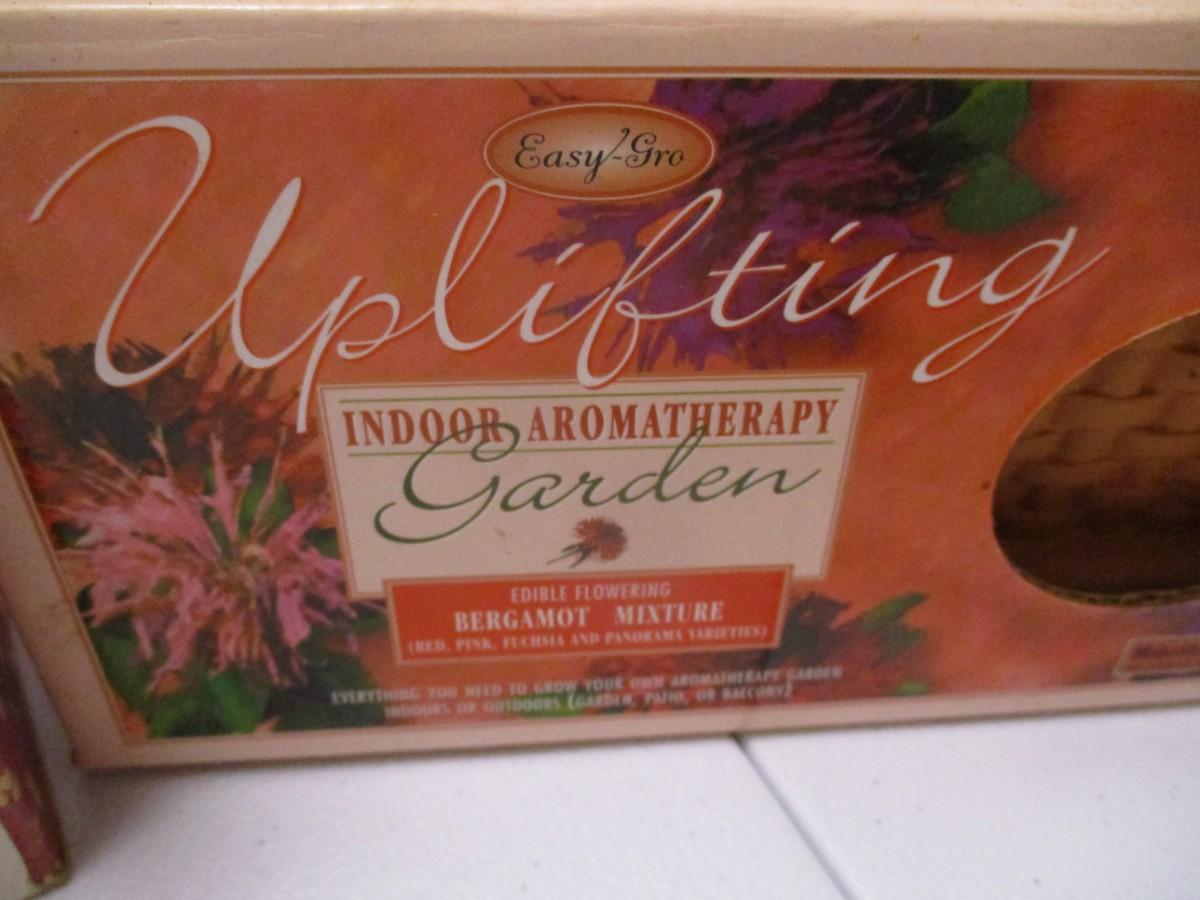 Easy-Gro
Uplifting
INDOOR AROMATHERAPY
Garden
EDIBLE FLOWERING
BERGAMOT MIXTURE
(RED, PINK, FUCHSIA AND PANORAMA VARIETIES)
EVERYTHING YOU NEED TO GROW YOUR OWN AROMATHERAPY GARDEN
INDOORS OR OUTDOORS (GARDEN, PATIO, OR BALCONY)